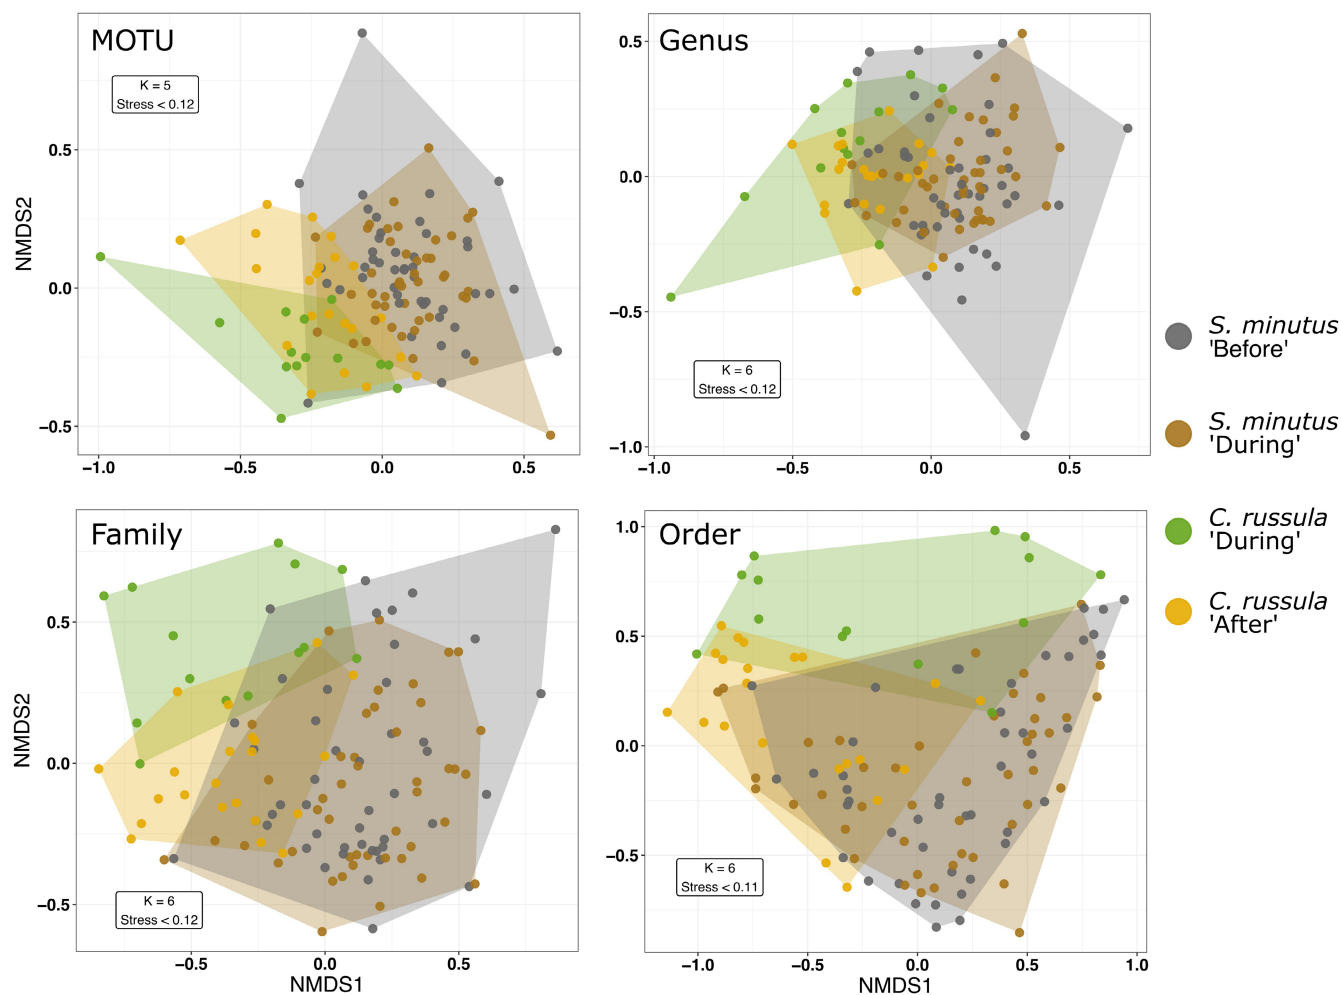 MOTU
K = 5
Stress < 0.12
NMDS2
0.5
0.0
−0.5
−1.0
−0.5
0.0
0.5
Genus
K = 6
Stress < 0.12
0.5
0.0
−0.5
−1.0
−1.0
−0.5
0.0
0.5
Family
K = 6
Stress < 0.12
NMDS2
0.5
0.0
−0.5
−0.5
0.0
0.5
NMDS1
Order
K = 6
Stress < 0.11
1.0
0.5
0.0
−0.5
−1.0
−0.5
0.0
0.5
1.0
NMDS1
S. minutus
'Before'
S. minutus
'During'
C. russula
'During'
C. russula
'After'